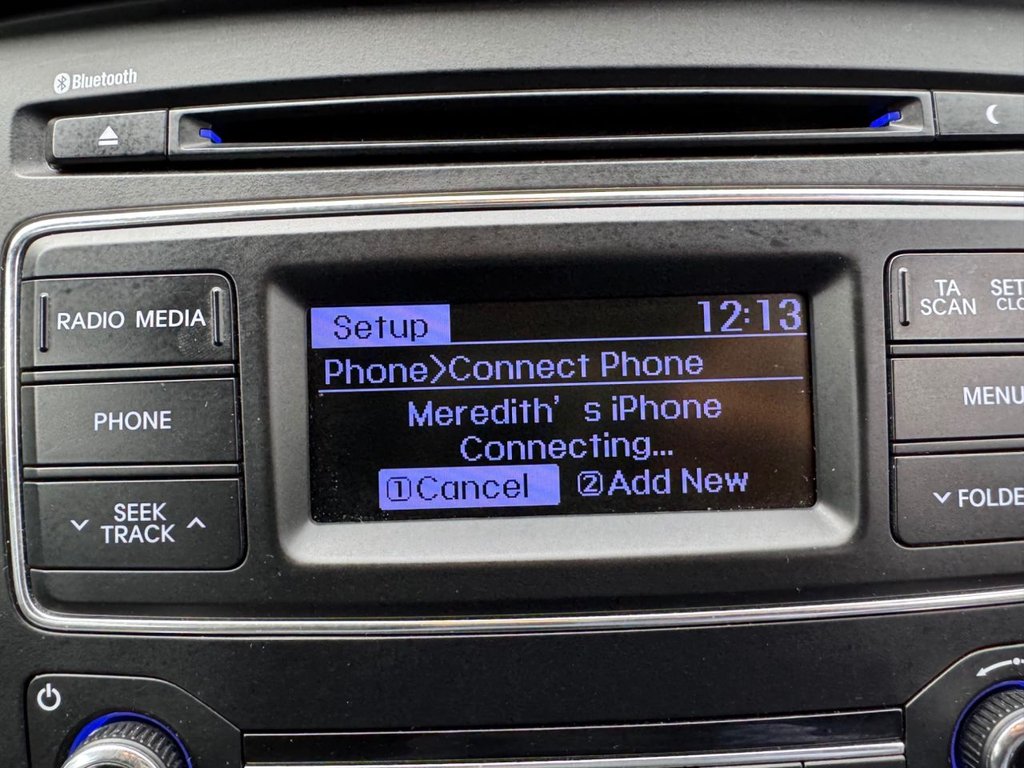 Bluetooth
Setup 12:13
Phone>Connect Phone
Meredith's iPhone
Connecting...
①Cancel ②Add New
RADIO MEDIA
PHONE
SEEK
TRACK
TA
SCAN
MENU